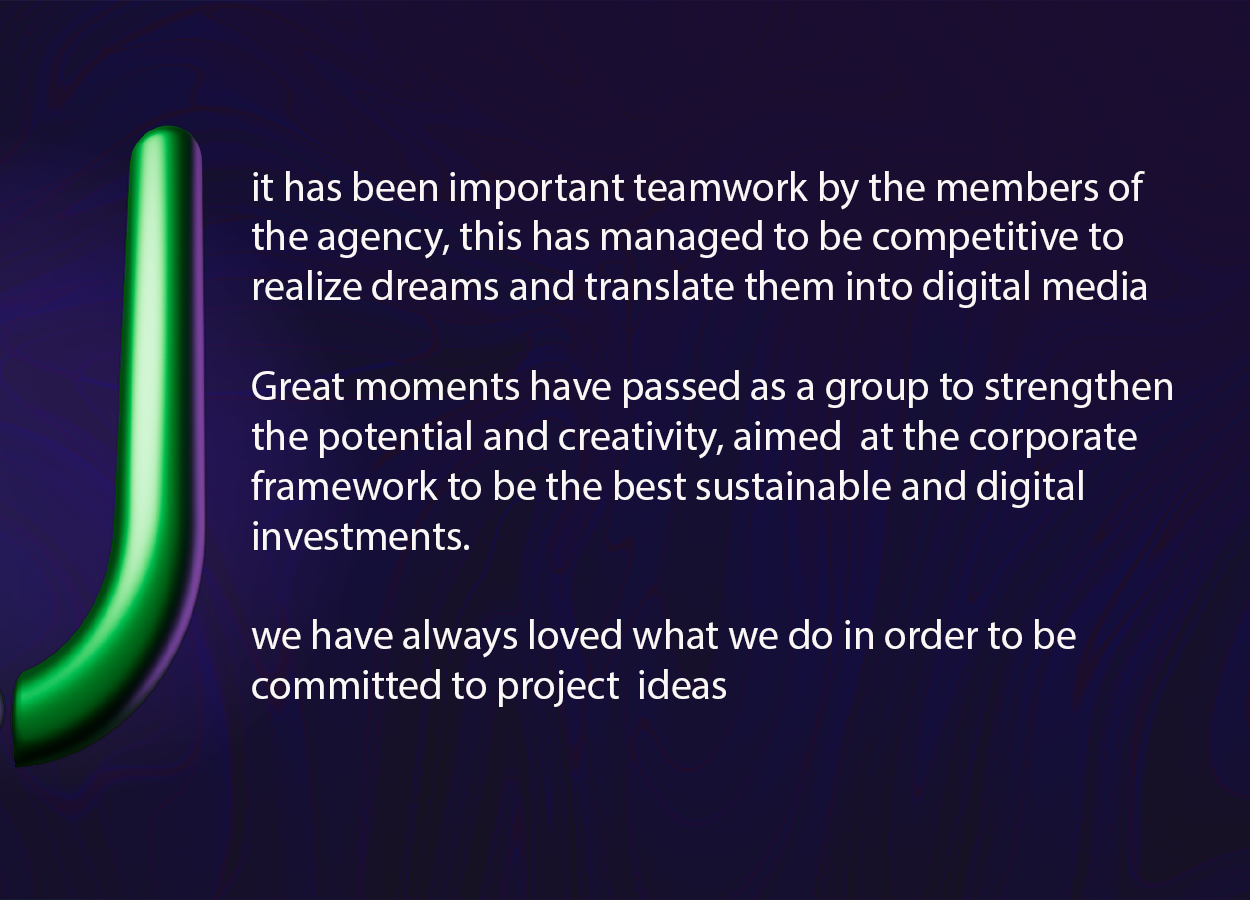 it has been important teamwork by the members of
the agency, this has managed to be competitive to
realize dreams and translate them into digital media
Great moments have passed as a group to strengthen
the potential and creativity, aimed  at the corporate
framework to be the best sustainable and digital
investments.
we have always loved what we do in order to be
committed to project  ideas